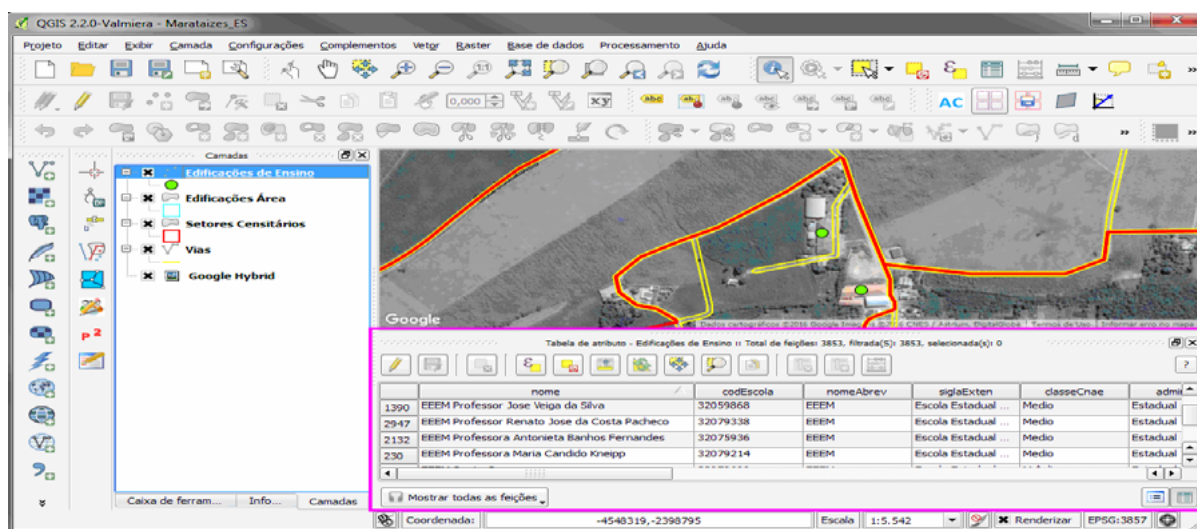 QGIS 2.2.0-Valmiera - Marataizes_ES
Projeto Editar Exibir Camada Configurações Complementos Vetor Raster Base de dados Processamento Ajuda
0,000
abc
AC
Camadas
Edificações de Ensino
Edificações Área
Setores Censitários
Vias
Google Hybrid
Google
Tabela de atributo - Edificações de Ensino :: Total de feições: 3853, filtrada(S): 3853, selecionada(s): 0
nome codEscola nomeAbrev siglaExten classeCnae
1390 EEEM Professor Jose Veiga da Silva 32059868 EEEM Escola Estadual ... Medio Estadual
2947 EEEM Professor Renato Jose da Costa Pacheco 32079338 EEEM Escola Estadual ... Medio Estadual
2132 EEEM Professora Antonieta Banhos Fernandes 32075936 EEEM Escola Estadual ... Medio Estadual
230 EEEM Professora Maria Candido Kneipp 32079214 EEEM Escola Estadual ... Medio Estadual
Mostrar todas as feições
Caixa de ferram... Info... Camadas
Coordenada: -4548319,-2398795 Escala 1:5.542 Renderizar EPSG:3857